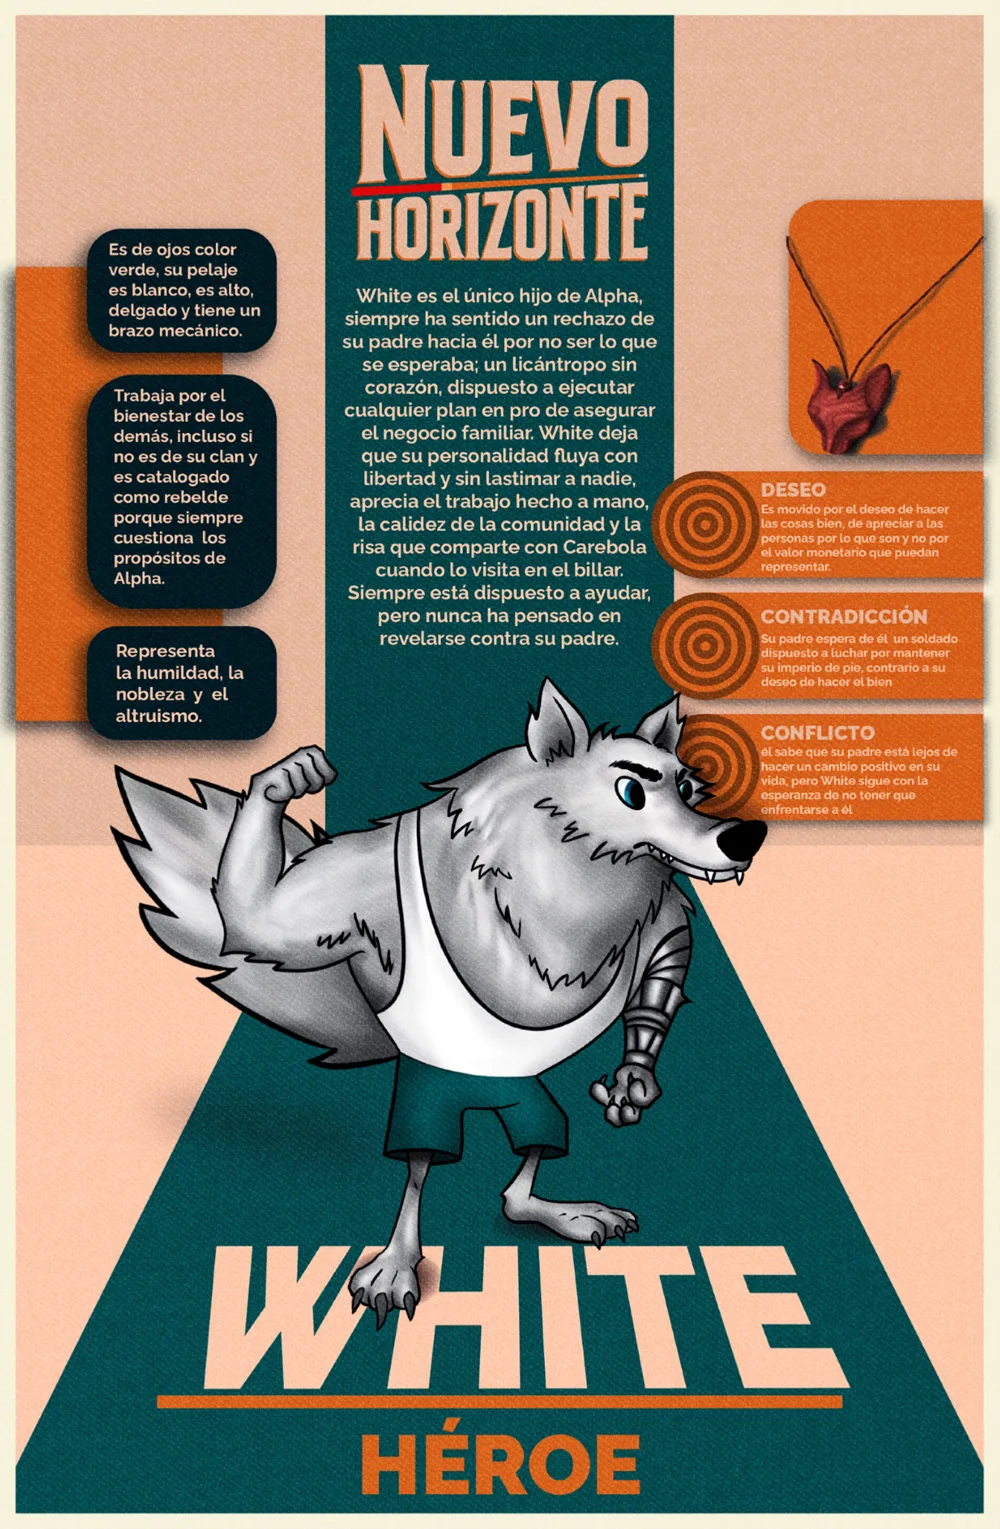 NUEVO
HORIZONTE
White es el único hijo de Alpha,
siempre ha sentido un rechazo de
su padre hacia él por no ser lo que
se esperaba; un licántropo sin
corazón, dispuesto a ejecutar
cualquier plan en pro de asegurar
el negocio familiar. White deja
que su personalidad fluya con
libertad y sin lastimar a nadie,
aprecia el trabajo hecho a mano,
la calidez de la comunidad y la
risa que comparte con Carebola
cuando lo visita en el billar.
Siempre está dispuesto a ayudar,
pero nunca ha pensado en
revelarse contra su padre.
Es de ojos color
verde, su pelaje
es blanco, es alto,
delgado y tiene un
brazo mecánico.
Trabaja por el
bienestar de los
demás, incluso si
no es de su clan y
es catalogado
como rebelde
porque siempre
cuestiona los
propósitos de
Alpha.
Representa
la humildad, la
nobleza y el
altruismo.
DESEO
Es movido por el deseo de hacer
las cosas bien, de apreciar a las
personas por lo que son y no por
el valor monetario que puedan
representar.
CONTRADICCIÓN
Su padre espera de él un soldado
dispuesto a luchar por mantener
su imperio de pie, contrario a su
deseo de hacer el bien
CONFLICTO
él sabe que su padre está lejos de
hacer un cambio positivo en su
vida, pero White sigue con la
esperanza de no tener que
enfrentarse a él
WHITE
HÉROE